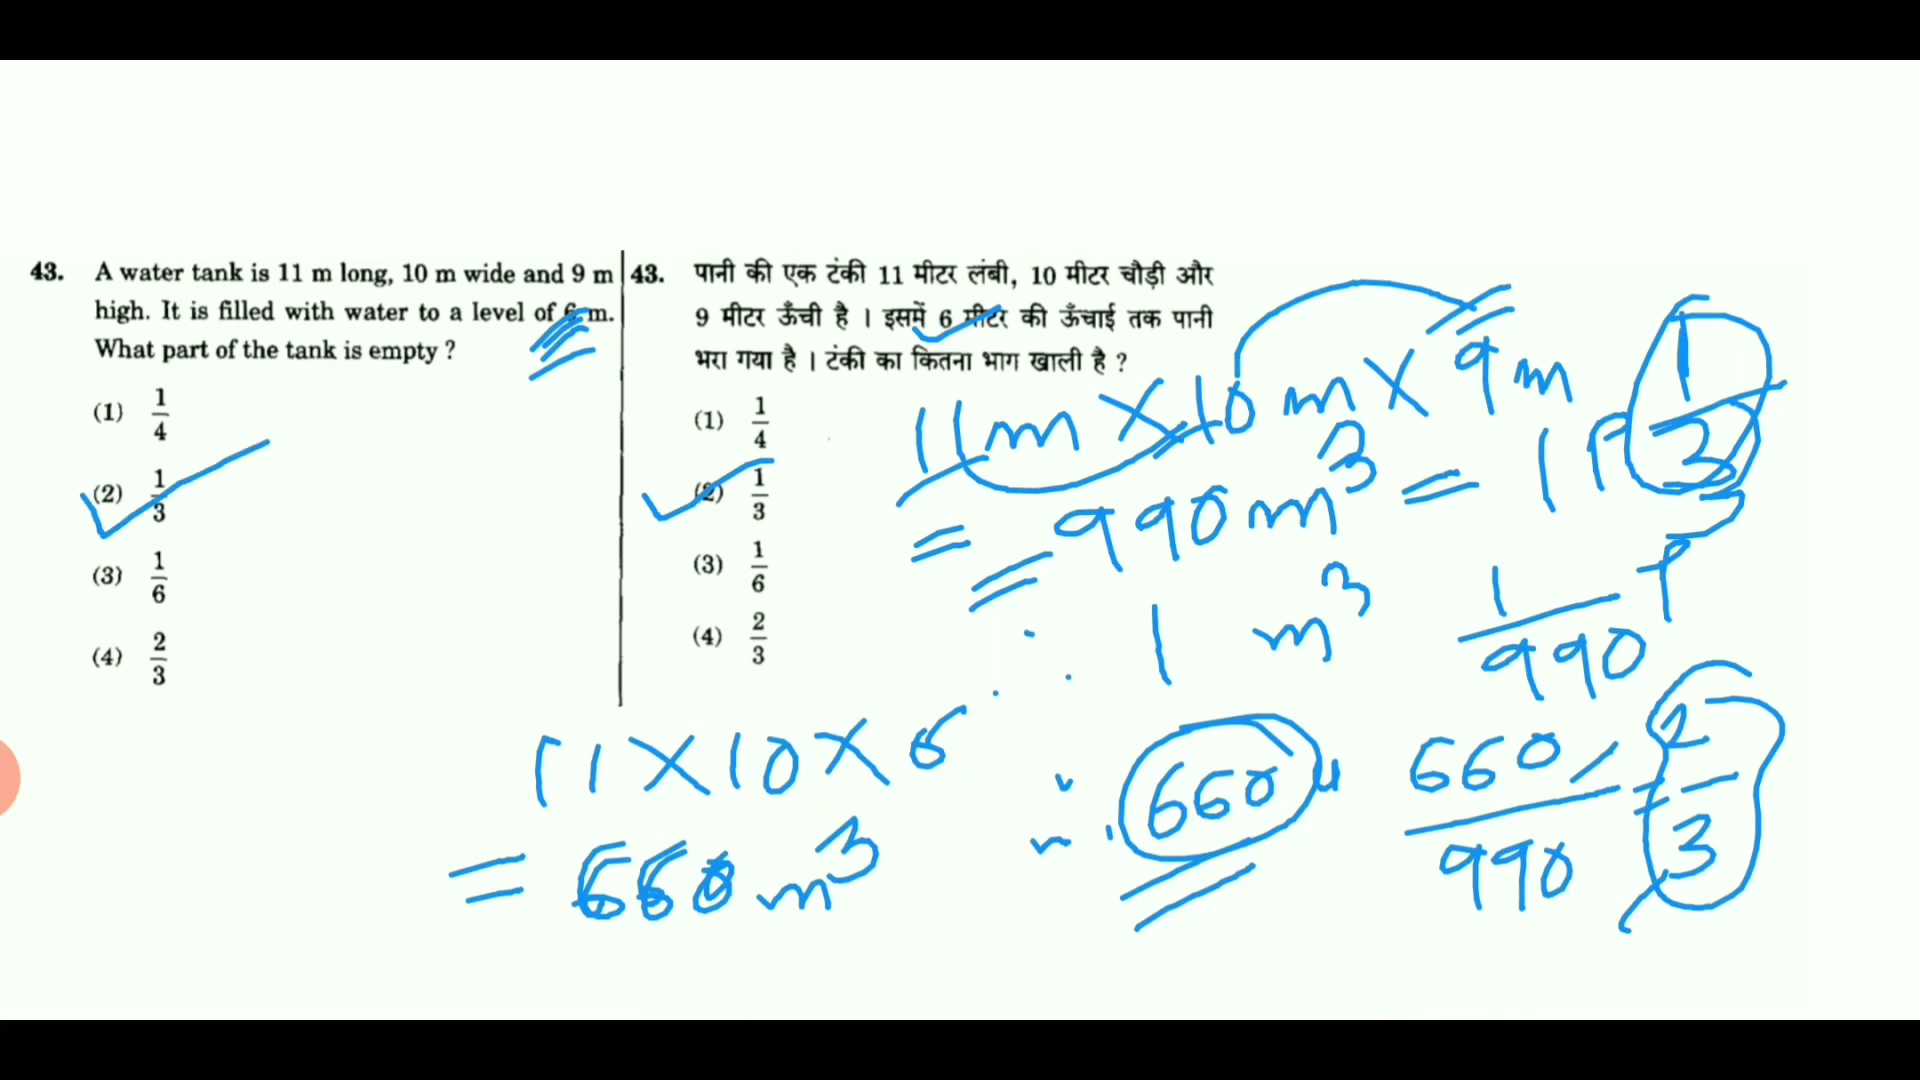 43. A water tank is 11 m long, 10 m wide and 9 m
high. It is filled with water to a level of 6 m.
What part of the tank is empty ?
(1) 1/4
(2) 1/3
(3) 1/6
(4) 2/3
43. पानी की एक टंकी 11 मीटर लंबी, 10 मीटर चौड़ी और
9 मीटर ऊँची है । इसमें 6 मीटर की ऊँचाई तक पानी
भरा गया है । टंकी का कितना भाग खाली है ?
(1) 1/4
(2) 1/3
(3) 1/6
(4) 2/3
11m × 10m × 9m
= 990m³ = 1P
1/3
1 m³ 1/990 P
11 × 10 × 6
= 660 m³
660 " 660/990 = 2/3